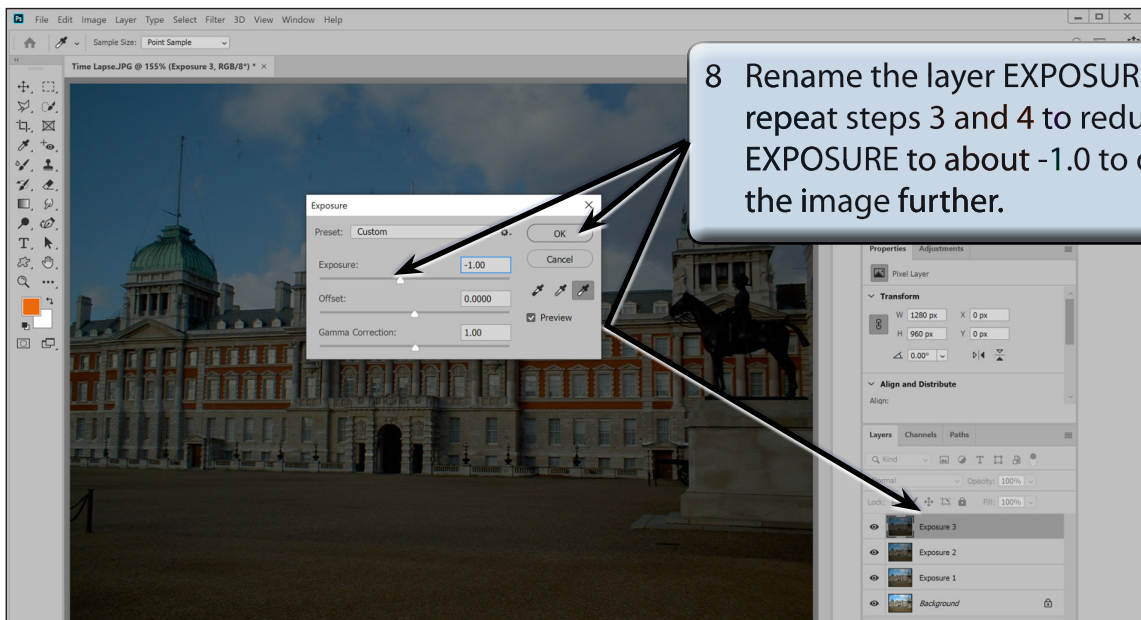 Ps File Edit Image Layer Type Select Filter 3D View Window Help
Sample Size: Point Sample
Time Lapse.JPG @ 155% (Exposure 3, RGB/8*) * ×
8 Rename the layer EXPOSUR
repeat steps 3 and 4 to redu
EXPOSURE to about -1.0 to
the image further.
Exposure
Preset: Custom
OK
Exposure: -1.00
Cancel
Offset: 0.0000
Preview
Gamma Correction: 1.00
Properties Adjustments
Pixel Layer
Transform
W 1280 px X 0 px
H 960 px Y 0 px
0.00°
Align and Distribute
Align:
Layers Channels Paths
Kind
Opacity: 100%
Lock: Fill: 100%
Exposure 3
Exposure 2
Exposure 1
Background